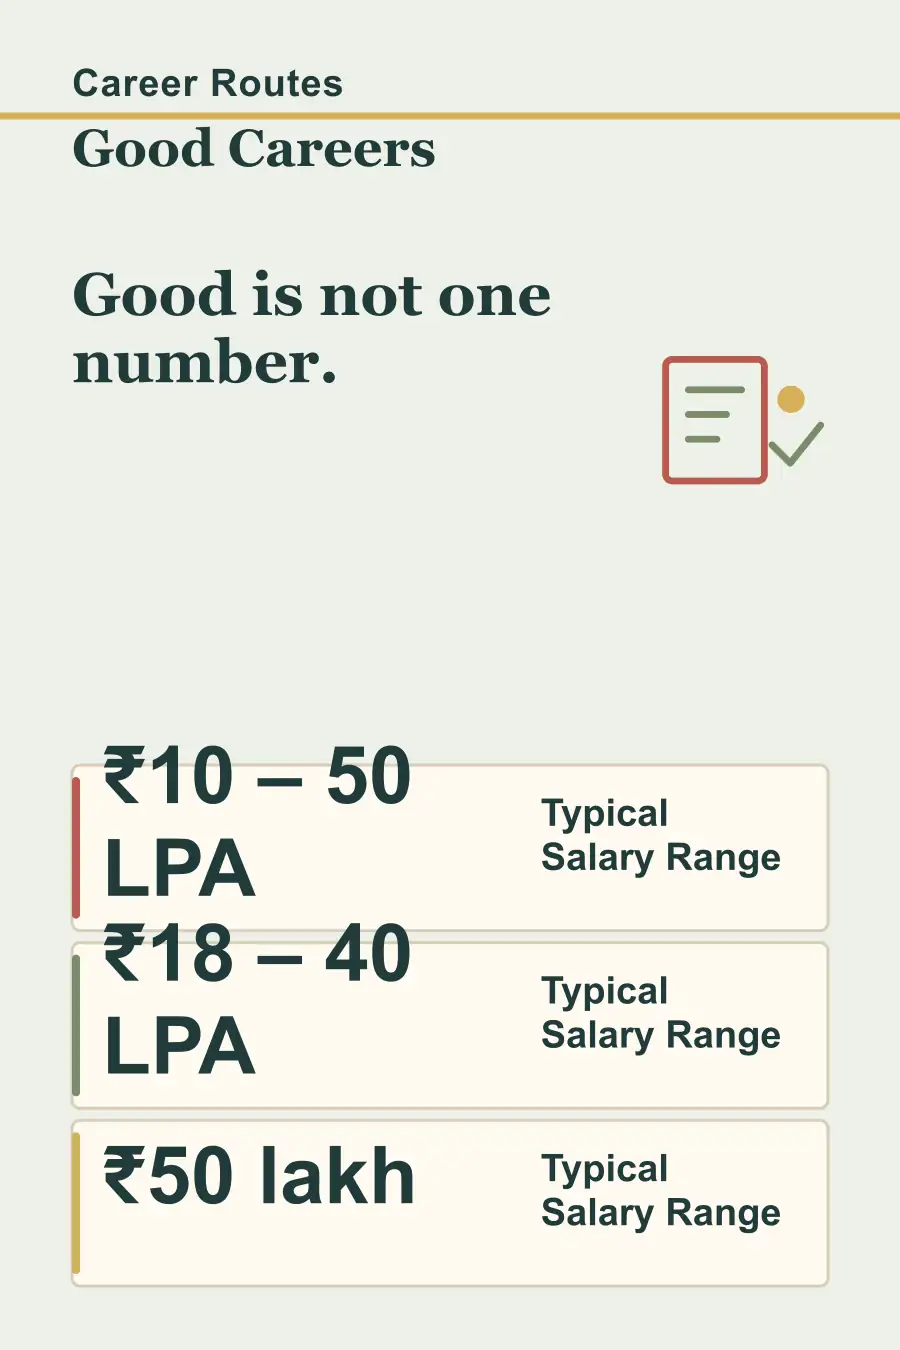 Career Routes
Good Careers
Good is not one
number.
₹10 – 50
LPA
Typical
Salary Range
₹18 – 40
LPA
Typical
Salary Range
₹50 lakh
Typical
Salary Range